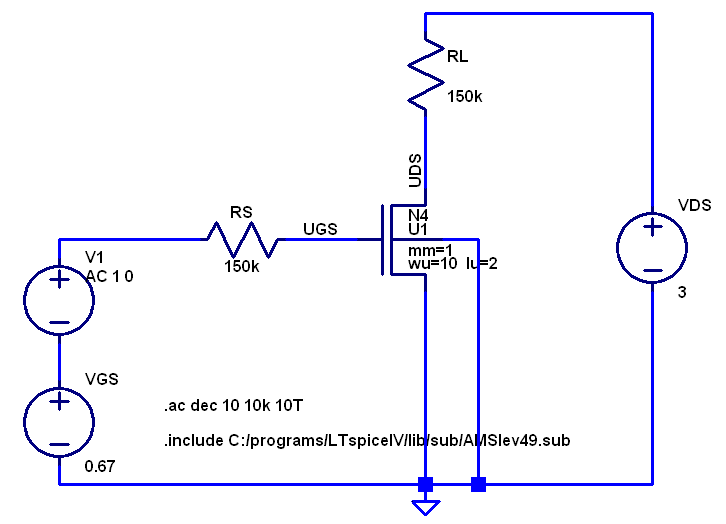 RL
150k
UDS
VDS
RS
UGS
N4
U1
mm=1
wu=10 lu=2
V1
AC 1 0
150k
3
VGS
.ac dec 10 10k 10T
.include C:/programs/LTspiceIV/lib/sub/AMSlev49.sub
0.67